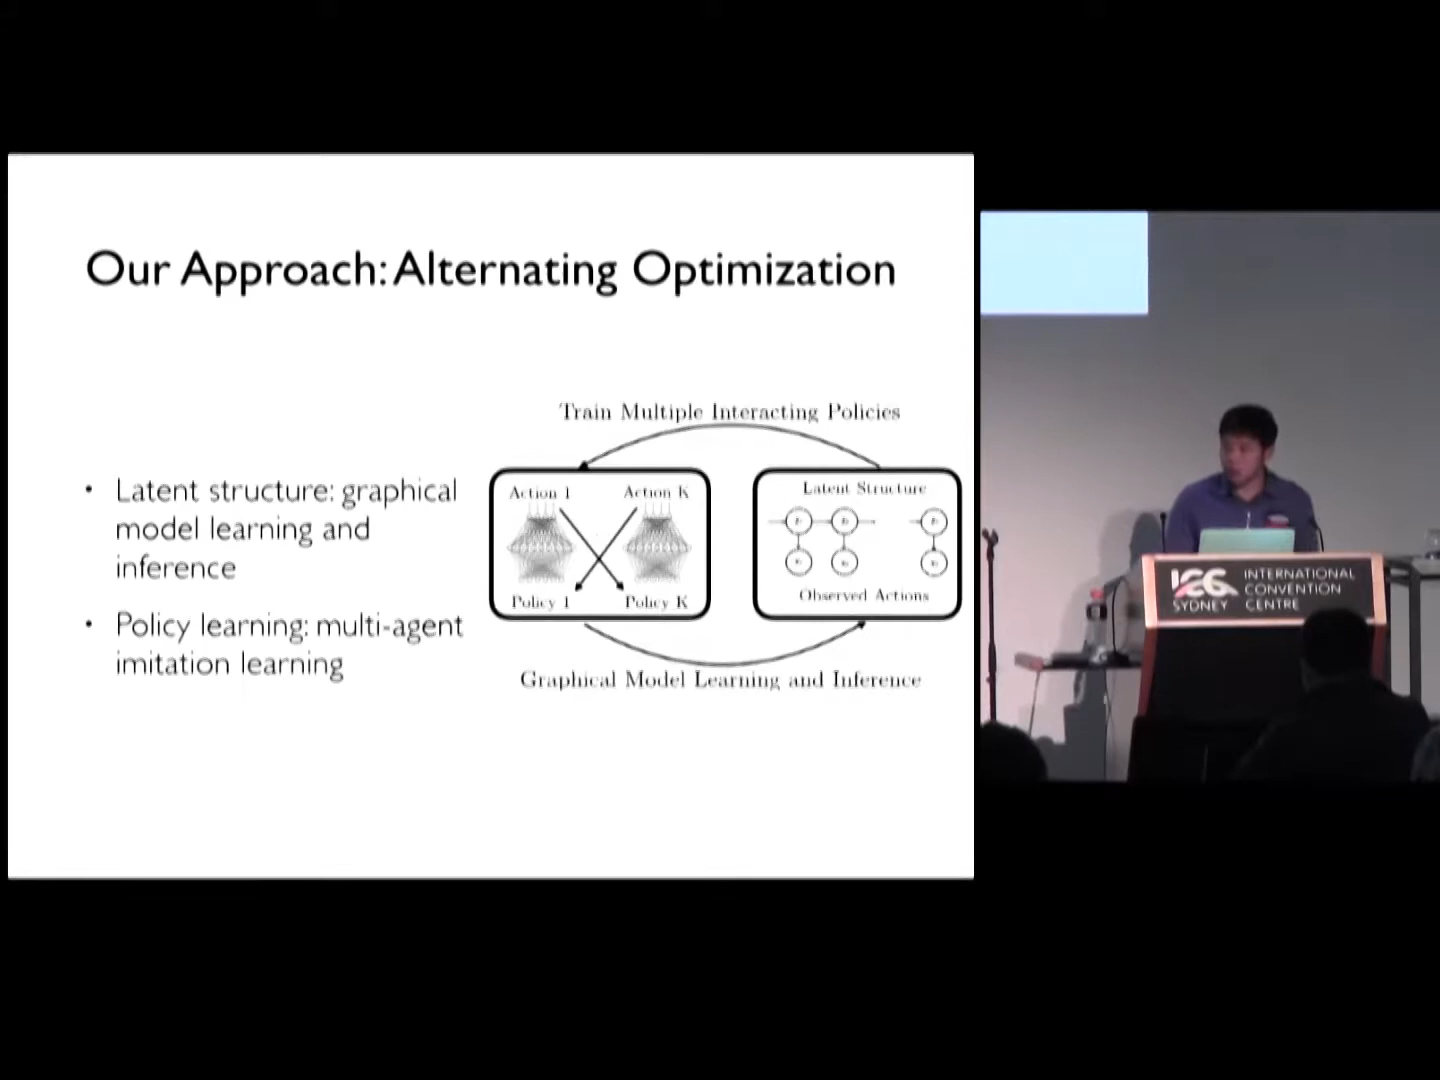 Our Approach: Alternating Optimization
• Latent structure: graphical
model learning and
inference
• Policy learning: multi-agent
imitation learning
Train Multiple Interacting Policies
Action 1 Action K
Policy 1 Policy K
Latent Structure
Observed Actions
Graphical Model Learning and Inference
ICC
SYDNEY
INTERNATIONAL
CONVENTION
CENTRE